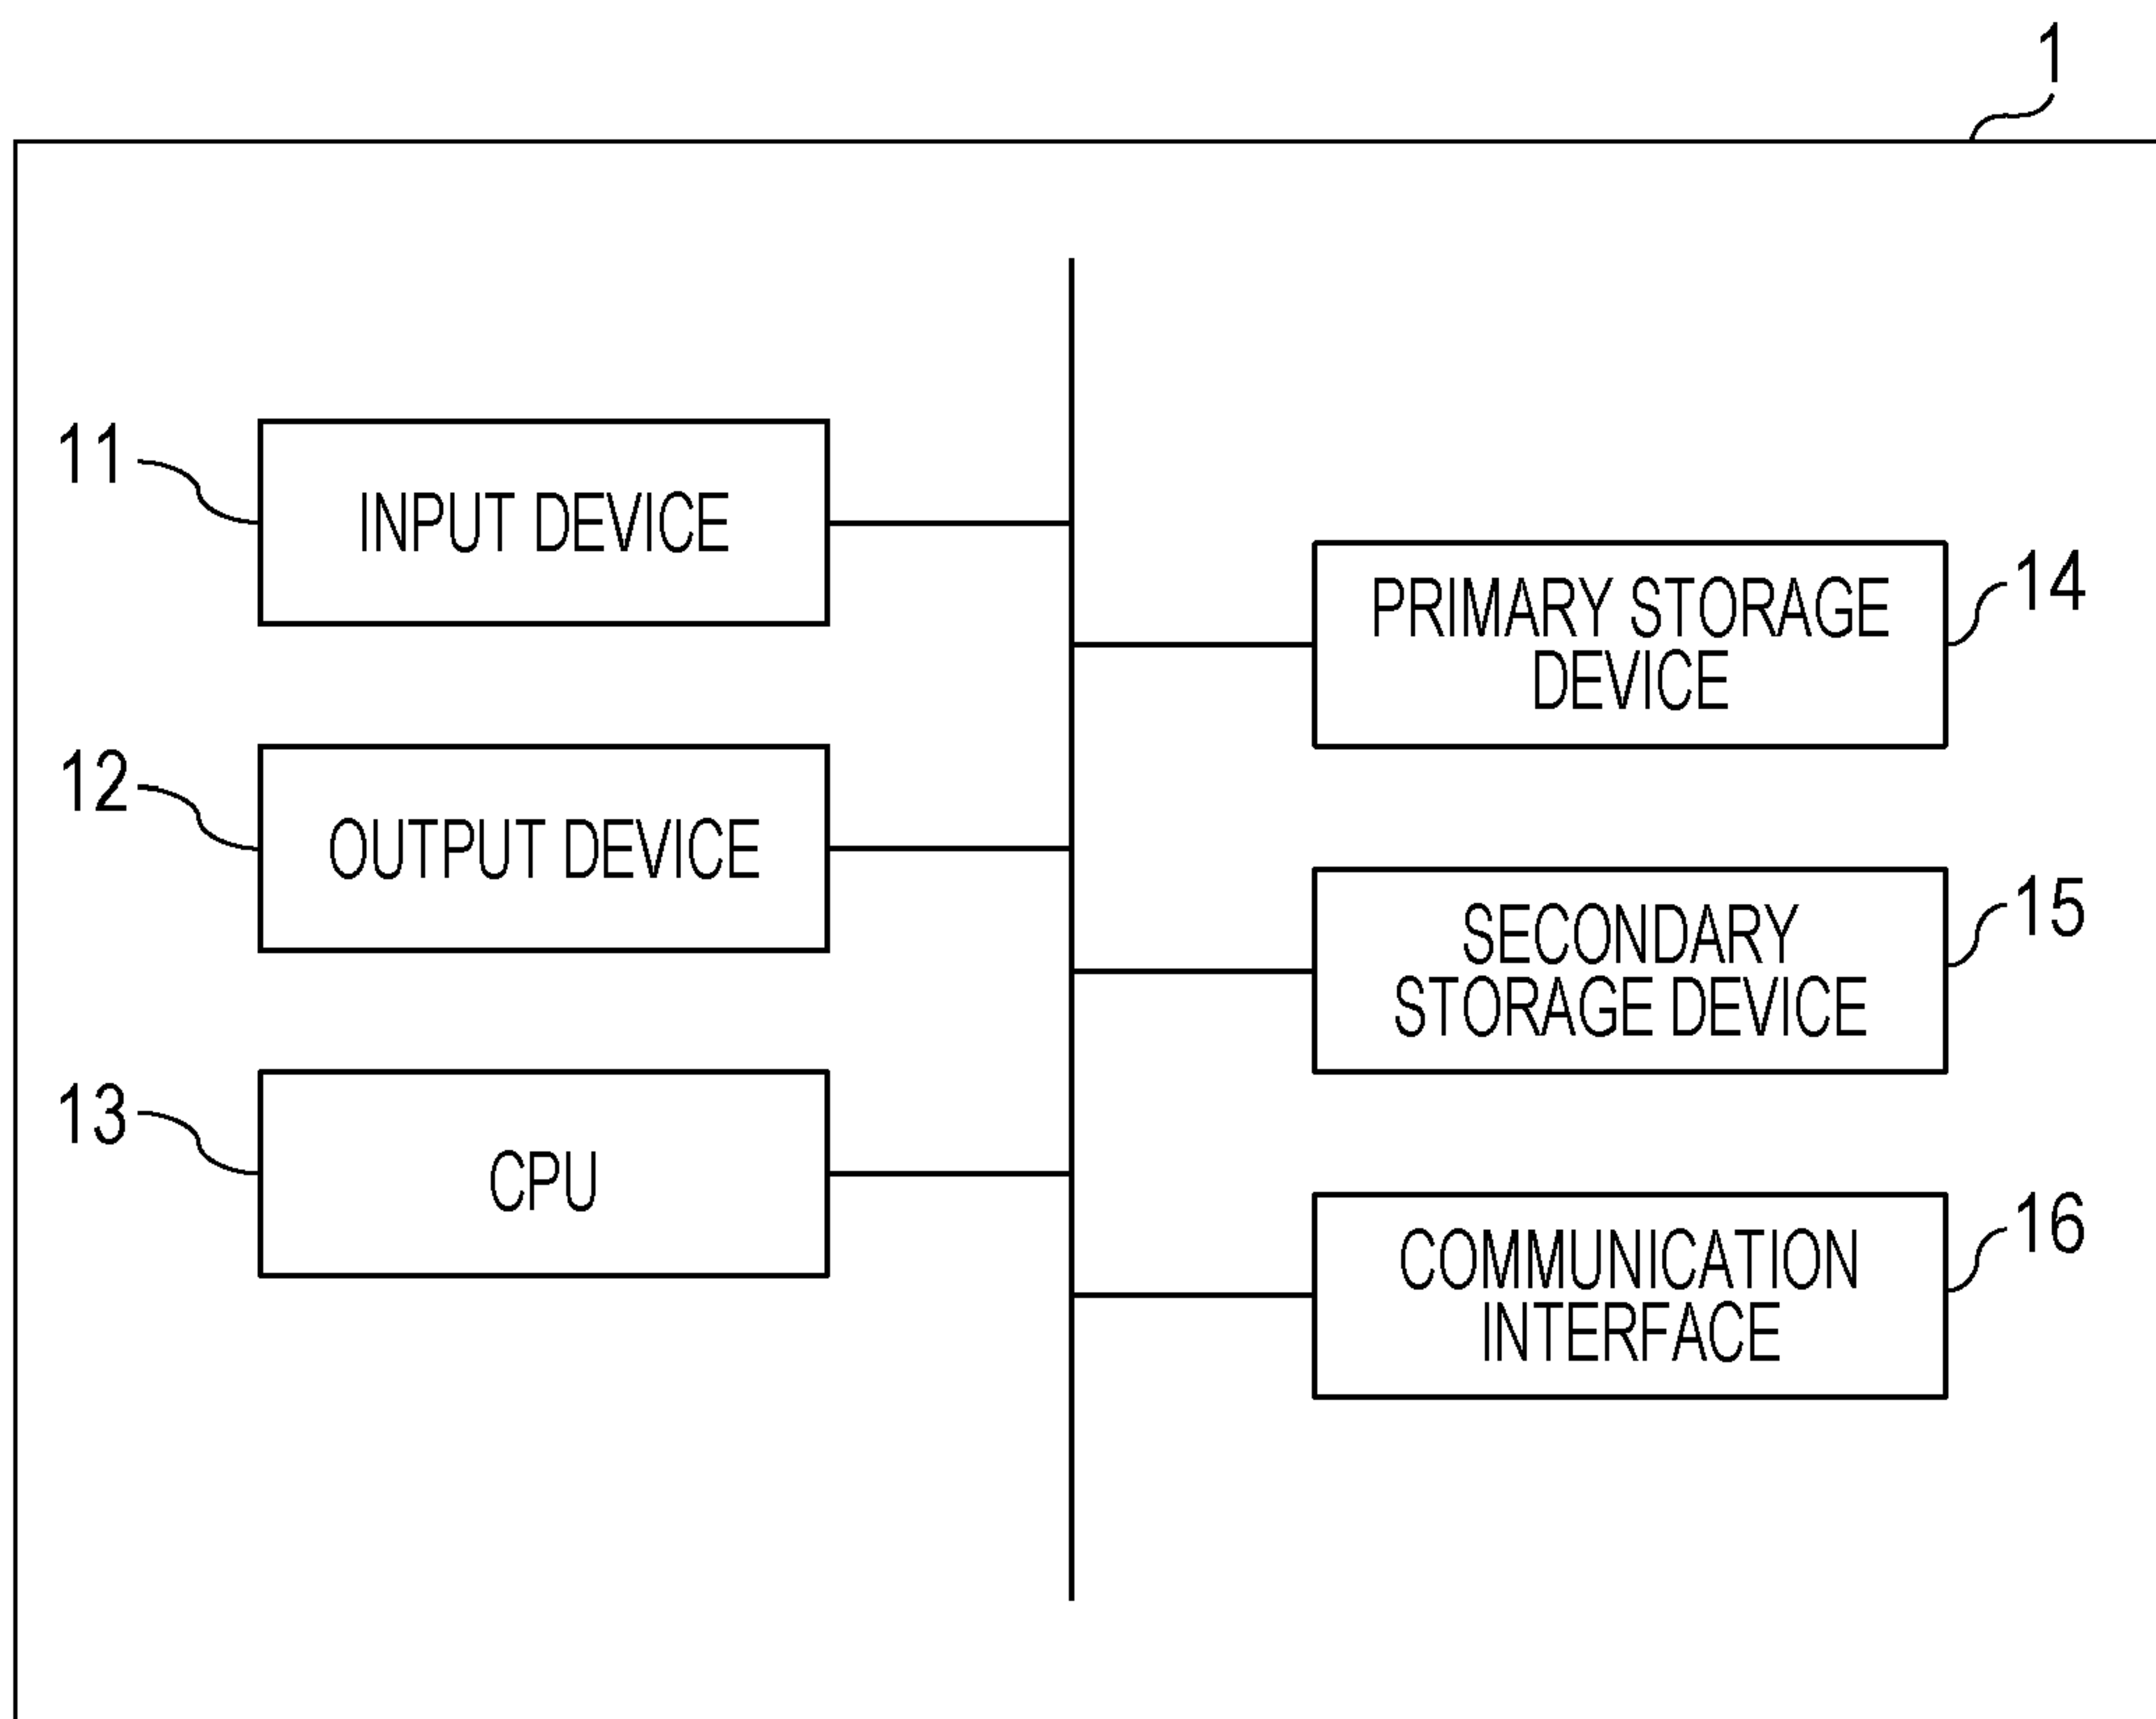 1
11
INPUT DEVICE
14
PRIMARY STORAGE
DEVICE
12
OUTPUT DEVICE
15
SECONDARY
STORAGE DEVICE
13
CPU
16
COMMUNICATION
INTERFACE